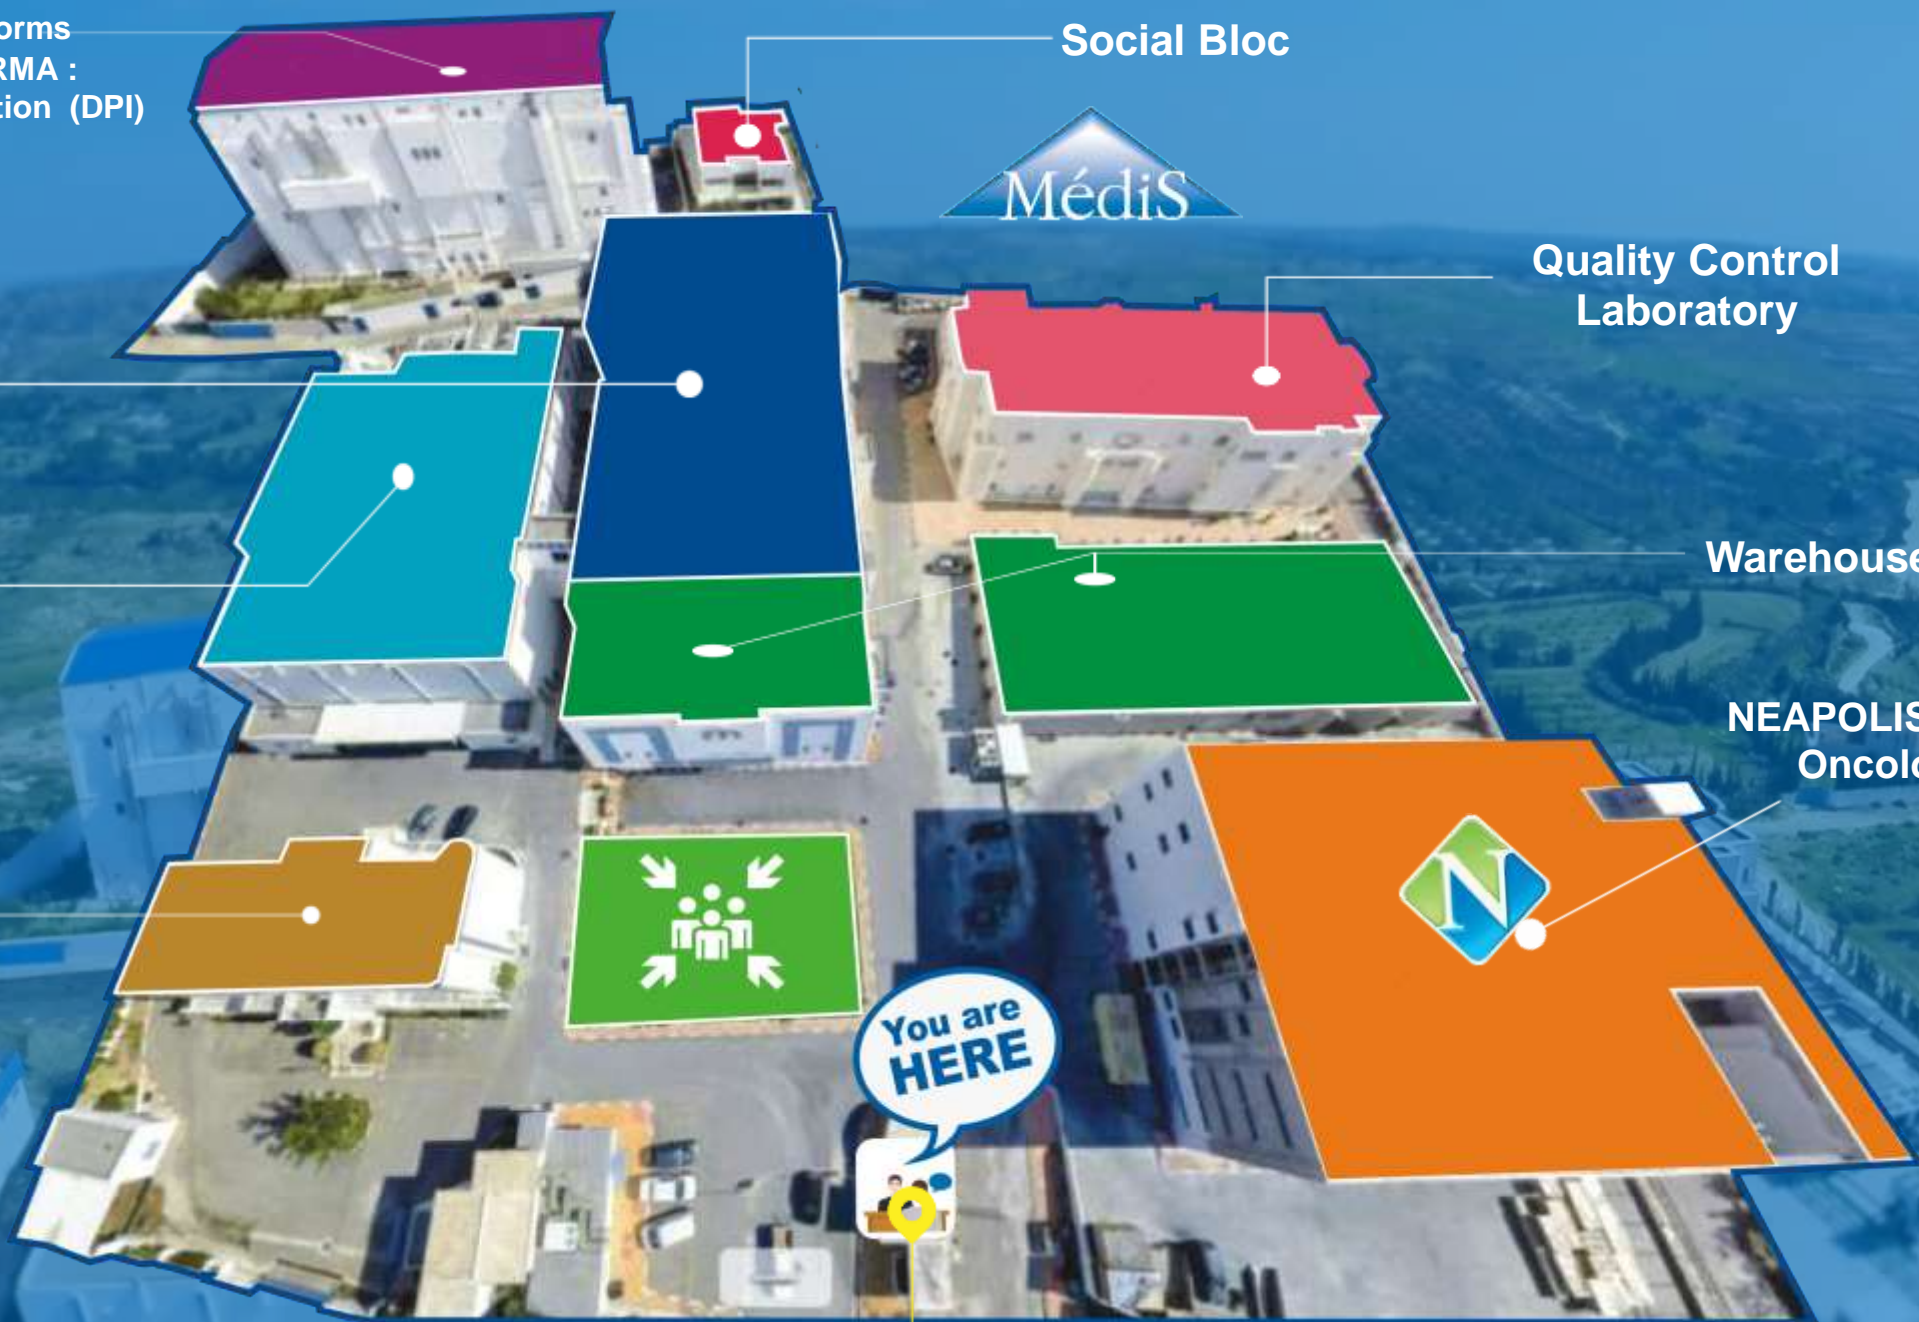 orms
RMA :
tion (DPI)
Social Bloc
MédiS
Quality Control
Laboratory
Warehouse
NEAPOLIS
Oncolo
N
You are
HERE